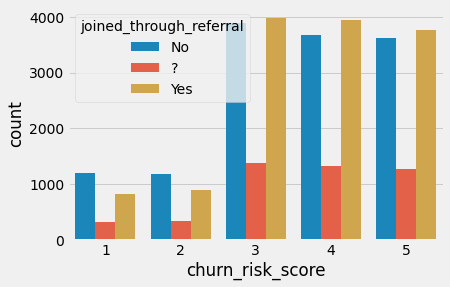 joined_through_referral
No
?
Yes
4000
3000
2000
1000
0
count
1
2
3
4
5
churn_risk_score